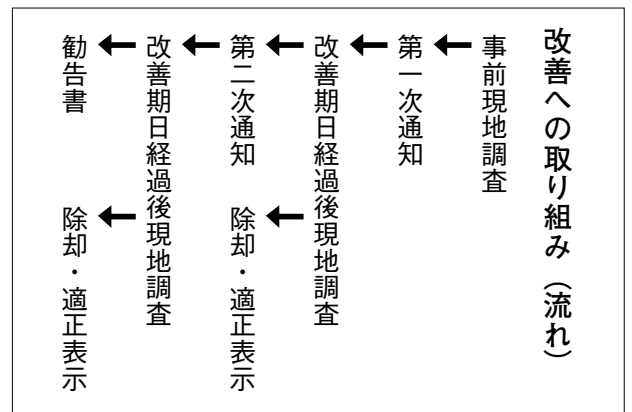 改善への取り組み（流れ）
事前現地調査
第一次通知
改善期日経過後現地調査
第二次通知
除却・適正表示
改善期日経過後現地調査
勧告書
除却・適正表示